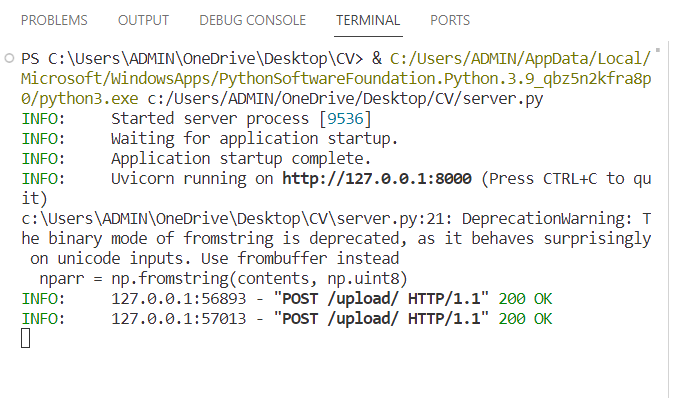 PROBLEMS OUTPUT DEBUG CONSOLE TERMINAL PORTS
PS C:\Users\ADMIN\OneDrive\Desktop\CV> & C:/Users/ADMIN/AppData/Local/
Microsoft/WindowsApps/PythonSoftwareFoundation.Python.3.9_qbz5n2kfra8p
0/python3.exe c:/Users/ADMIN/OneDrive/Desktop/CV/server.py
INFO:     Started server process [9536]
INFO:     Waiting for application startup.
INFO:     Application startup complete.
INFO:     Uvicorn running on http://127.0.0.1:8000 (Press CTRL+C to qu
it)
c:\Users\ADMIN\OneDrive\Desktop\CV\server.py:21: DeprecationWarning: T
he binary mode of fromstring is deprecated, as it behaves surprisingly
 on unicode inputs. Use frombuffer instead
  nparr = np.fromstring(contents, np.uint8)
INFO:     127.0.0.1:56893 - "POST /upload/ HTTP/1.1" 200 OK
INFO:     127.0.0.1:57013 - "POST /upload/ HTTP/1.1" 200 OK